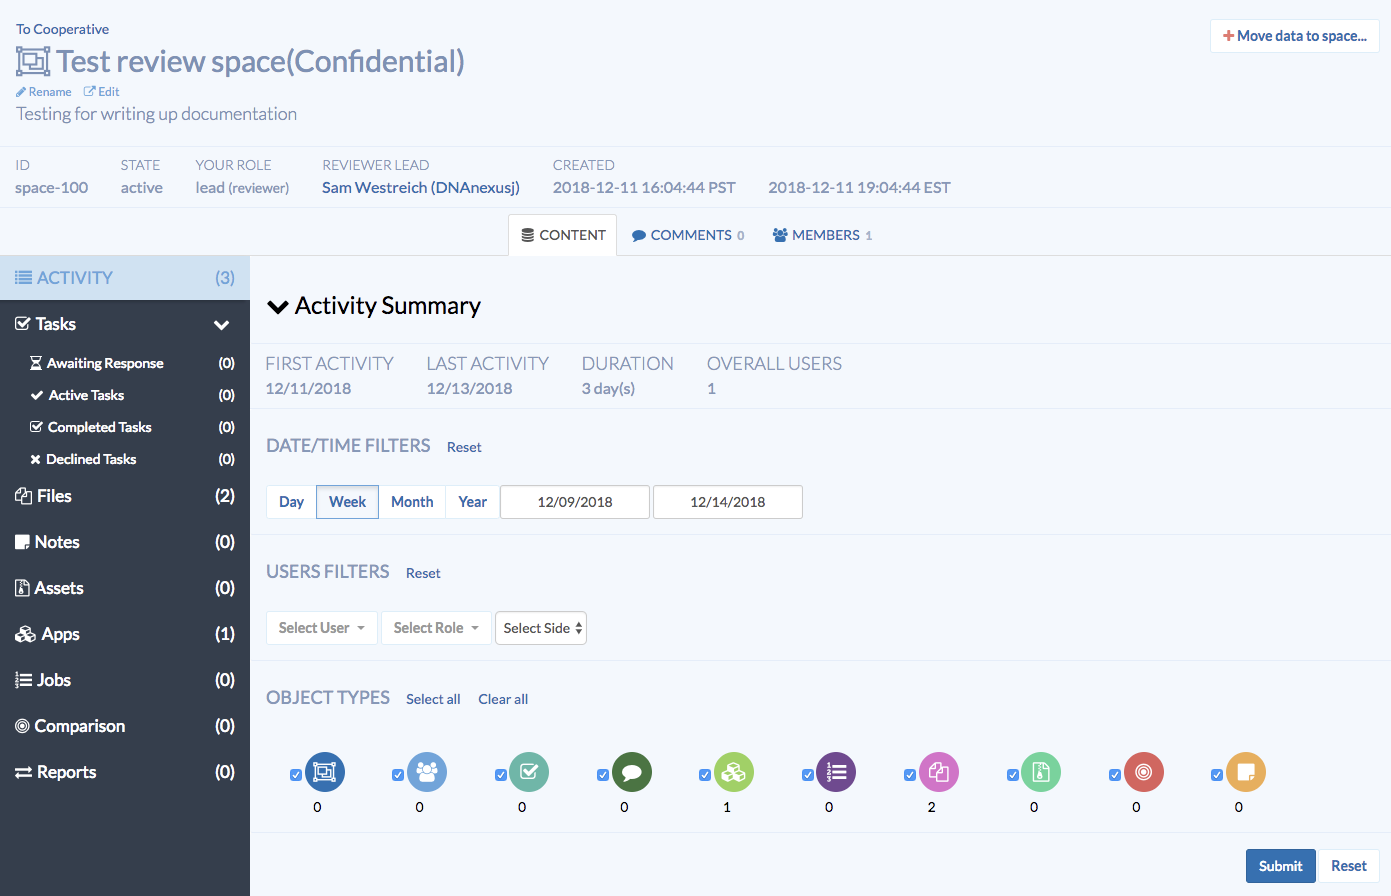 To Cooperative
+ Move data to space...
Test review space(Confidential)
Rename Edit
Testing for writing up documentation
ID STATE YOUR ROLE REVIEWER LEAD CREATED
space-100 active lead (reviewer) Sam Westreich (DNAnexusj) 2018-12-11 16:04:44 PST 2018-12-11 19:04:44 EST
CONTENT COMMENTS 0 MEMBERS 1
ACTIVITY (3)
Tasks
Awaiting Response (0)
Active Tasks (0)
Completed Tasks (0)
Declined Tasks (0)
Files (2)
Notes (0)
Assets (0)
Apps (1)
Jobs (0)
Comparison (0)
Reports (0)
Activity Summary
FIRST ACTIVITY LAST ACTIVITY DURATION OVERALL USERS
12/11/2018 12/13/2018 3 day(s) 1
DATE/TIME FILTERS Reset
Day Week Month Year 12/09/2018 12/14/2018
USERS FILTERS Reset
Select User Select Role Select Side
OBJECT TYPES Select all Clear all
0 0 0 0 1 0 2 0 0 0
Submit Reset